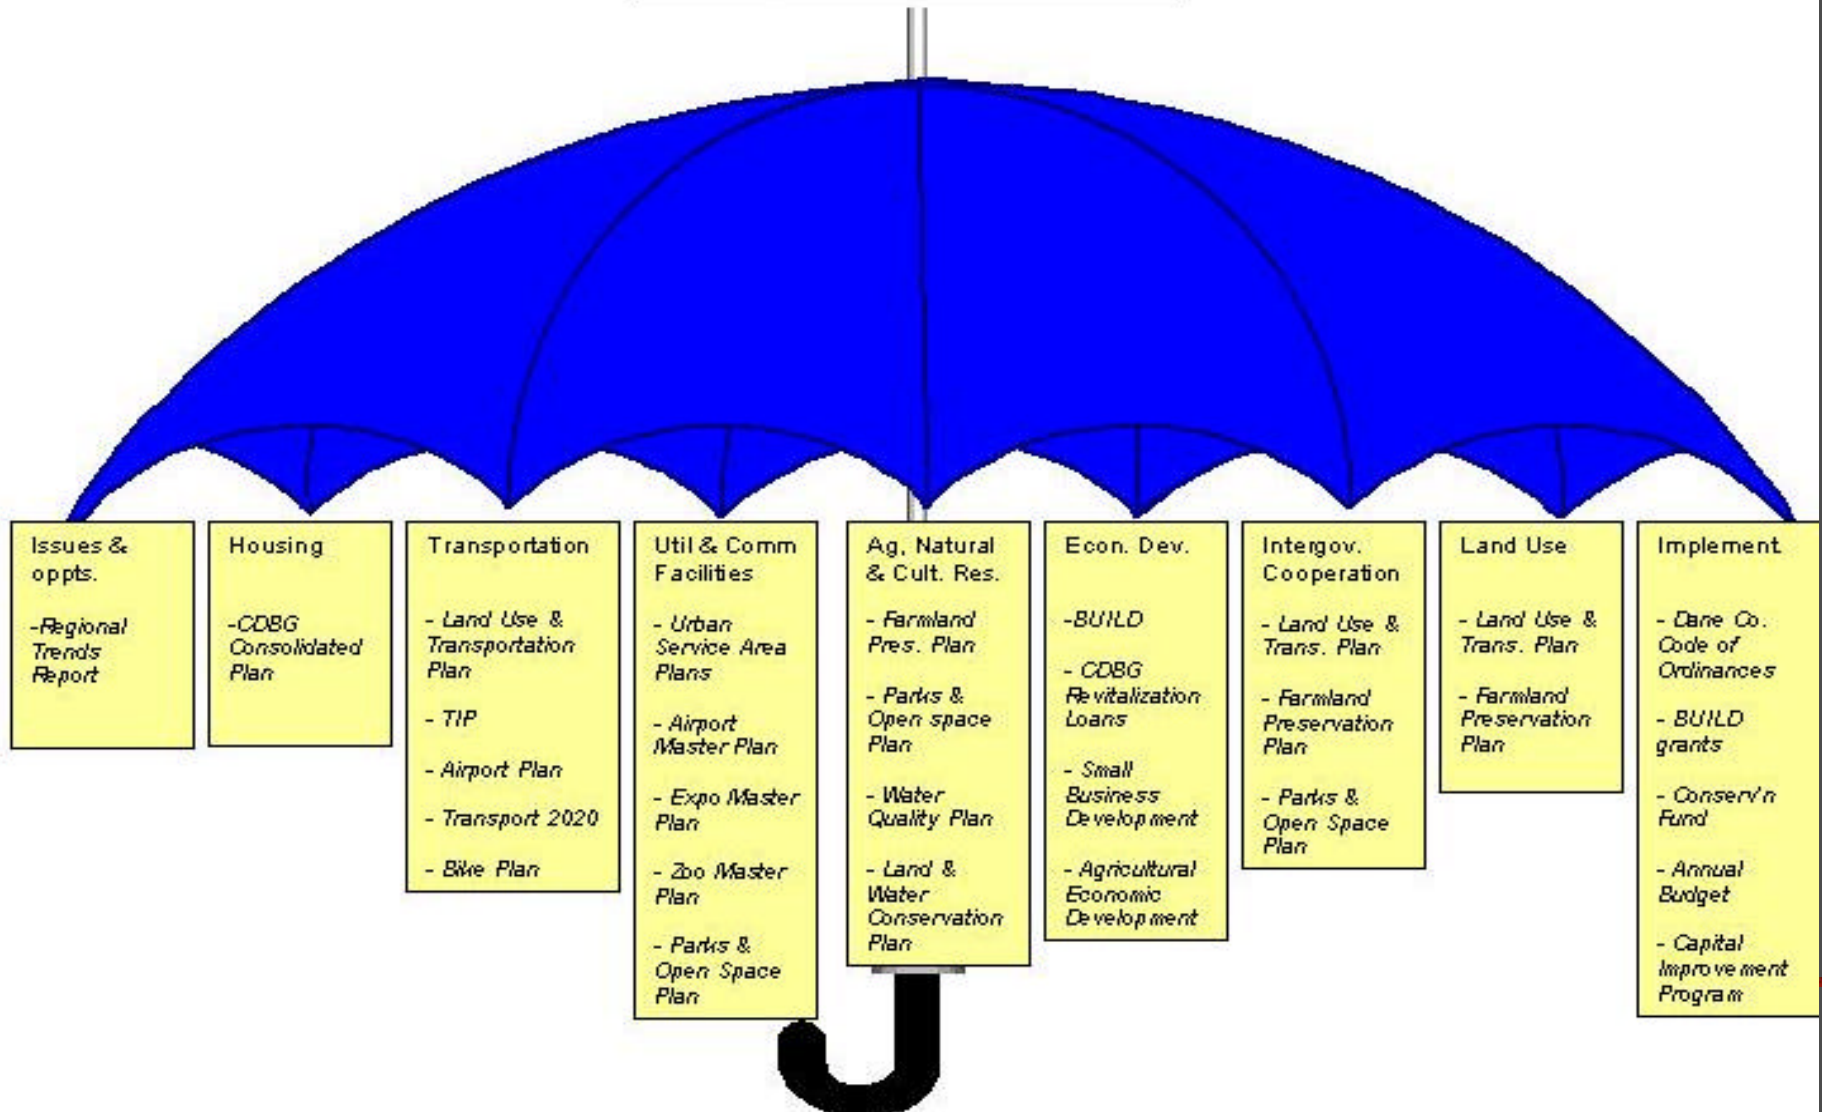 Issues &
oppts.
-Regional
Trends
Report
Housing
-CDBG
Consolidated
Plan
Transportation
- Land Use &
Transportation
Plan
- TIP
- Airport Plan
- Transport 2020
- Bike Plan
Util & Comm
Facilities
- Urban
Service Area
Plans
- Airport
Master Plan
- Expo Master
Plan
- Zoo Master
Plan
- Parks &
Open Space
Plan
Ag, Natural
& Cult. Res.
- Farmland
Pres. Plan
- Parks &
Open space
Plan
- Water
Quality Plan
- Land &
Water
Conservation
Plan
Econ. Dev.
-BUILD
- CDBG
Revitalization
Loans
- Small
Business
Development
- Agricultural
Economic
Development
Intergov.
Cooperation
- Land Use &
Trans. Plan
- Farmland
Preservation
Plan
- Parks &
Open Space
Plan
Land Use
- Land Use &
Trans. Plan
- Farmland
Preservation
Plan
Implement.
- Dane Co.
Code of
Ordinances
- BUILD
grants
- Conserv'n
Fund
- Annual
Budget
- Capital
Improvement
Program